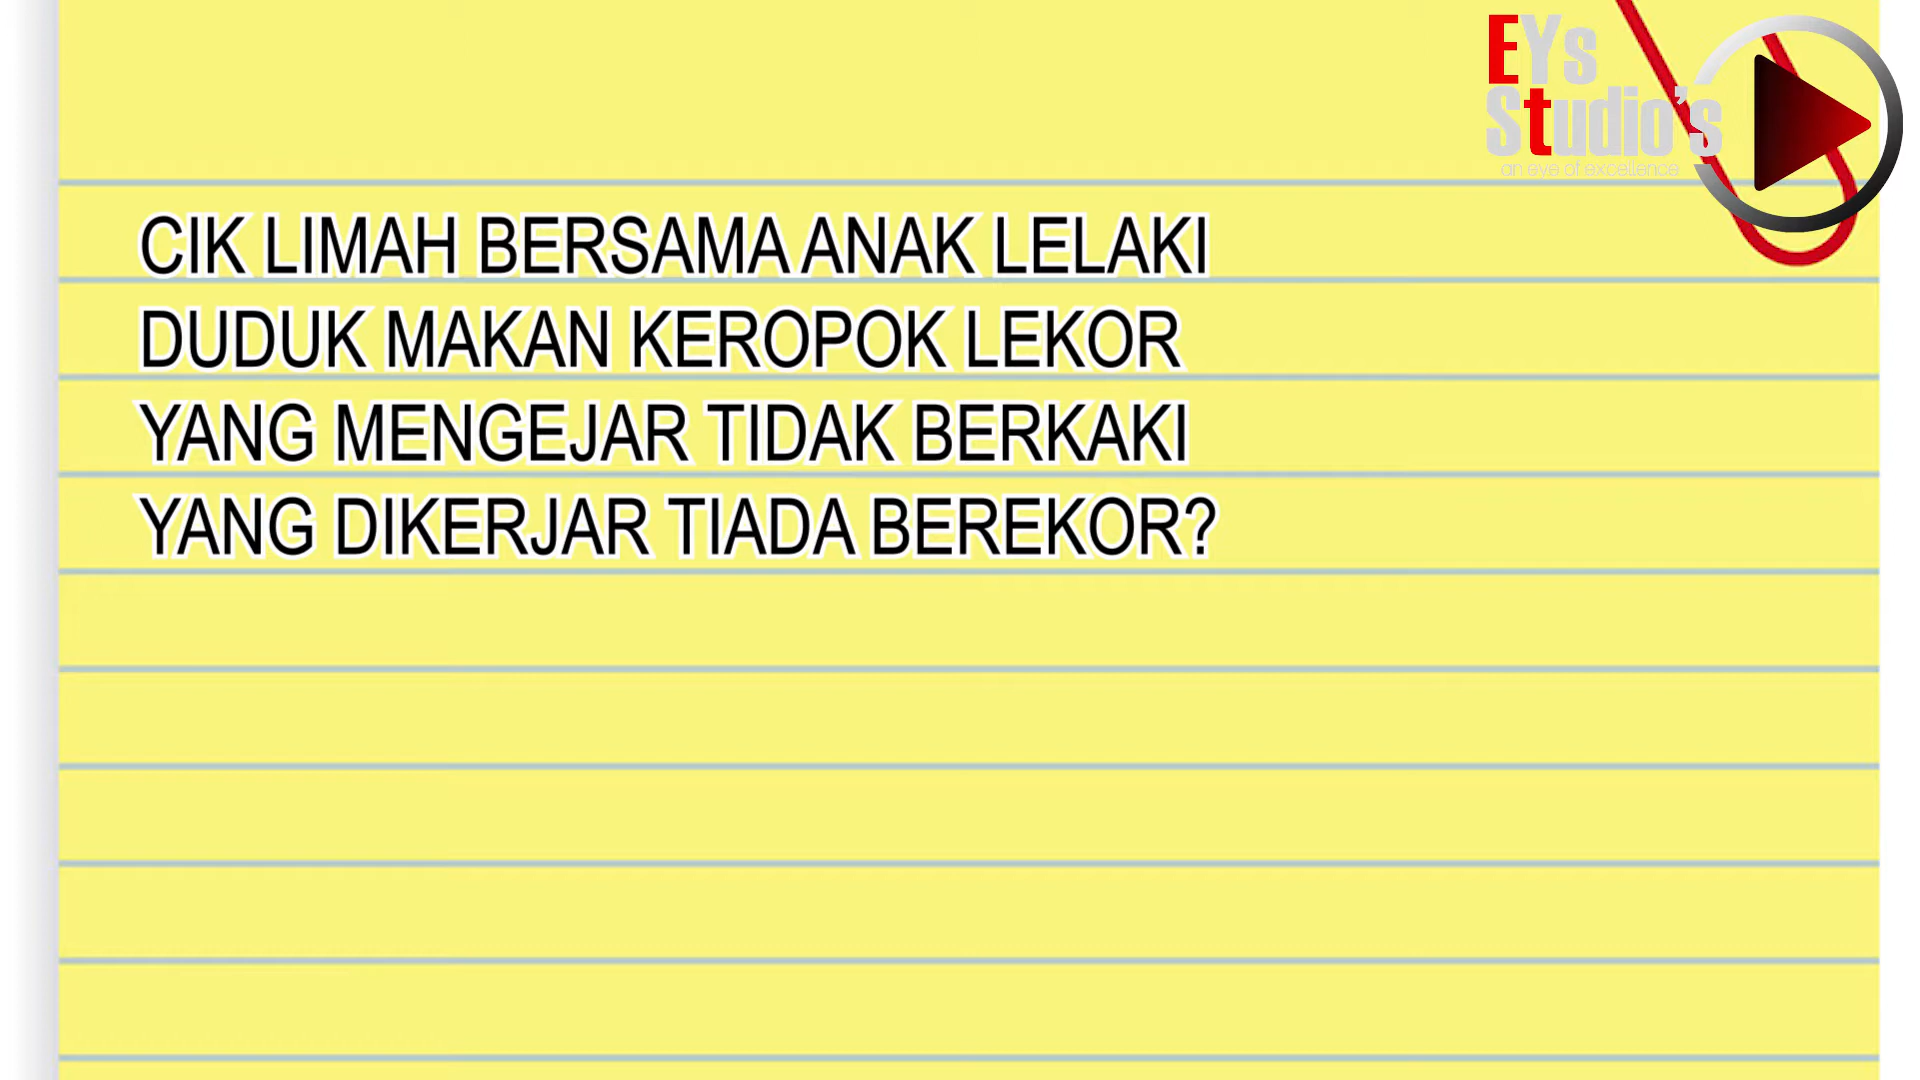 EYs
Studio's
an eye of excellence
CIK LIMAH BERSAMA ANAK LELAKI
DUDUK MAKAN KEROPOK LEKOR
YANG MENGEJAR TIDAK BERKAKI
YANG DIKERJAR TIADA BEREKOR?